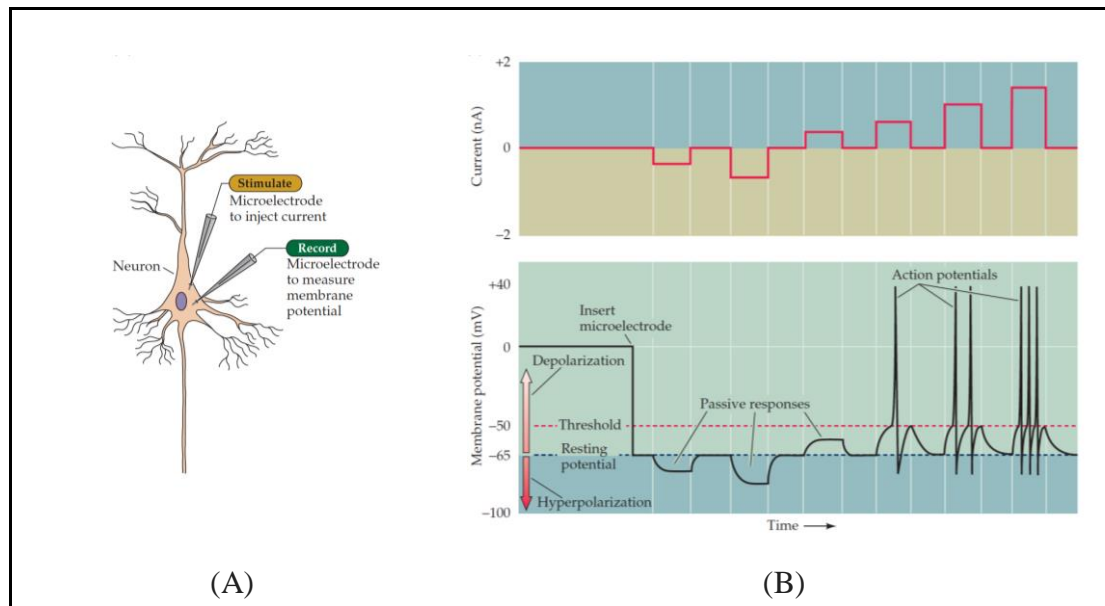 Stimulate
Microelectrode
to inject current
Record
Microelectrode
to measure
membrane
potential
Neuron
(A)
Current (nA)
+2
0
−2
Membrane potential (mV)
+40
0
−50
−65
−100
Insert
microelectrode
Depolarization
Action potentials
Passive responses
Threshold
Resting
potential
Hyperpolarization
Time
(B)